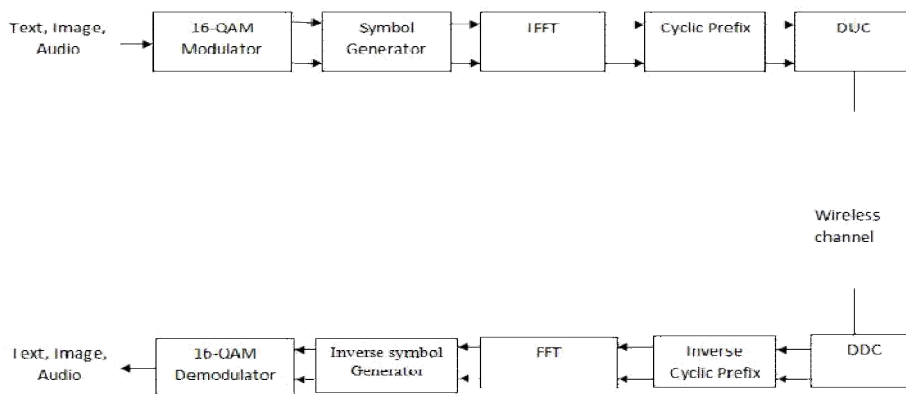 Text, Image,
Audio
16-QAM
Modulator
Symbol
Generator
IFFT
Cyclic Prefix
DUC
Wireless
channel
Text, Image,
Audio
16-QAM
Demodulator
Inverse symbol
Generator
FFT
Inverse
Cyclic Prefix
DDC